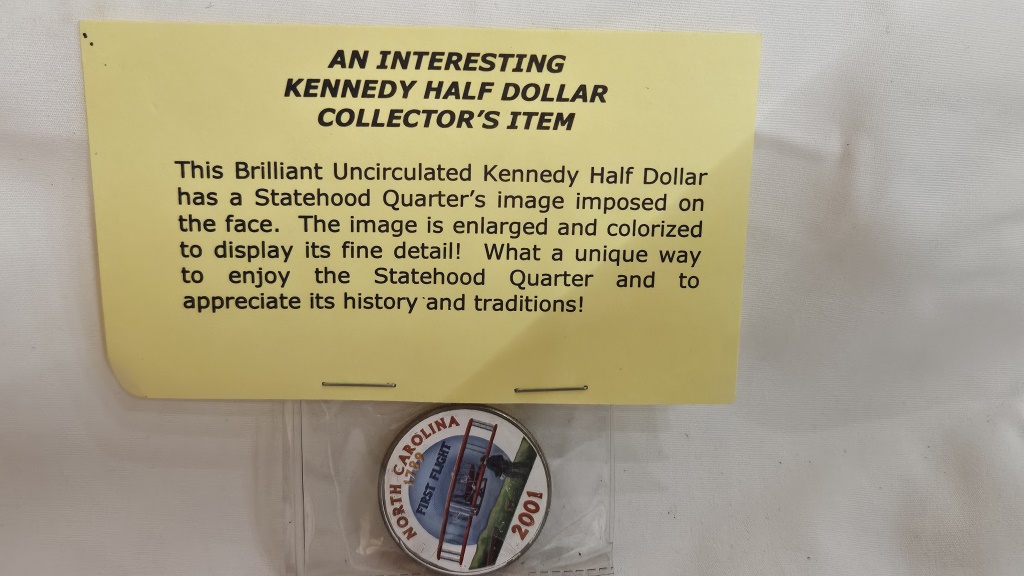 AN INTERESTING
KENNEDY HALF DOLLAR
COLLECTOR'S ITEM
This Brilliant Uncirculated Kennedy Half Dollar
has a Statehood Quarter's image imposed on
the face. The image is enlarged and colorized
to display its fine detail! What a unique way
to enjoy the Statehood Quarter and to
appreciate its history and traditions!
NORTH CAROLINA
1789
FIRST FLIGHT
2001